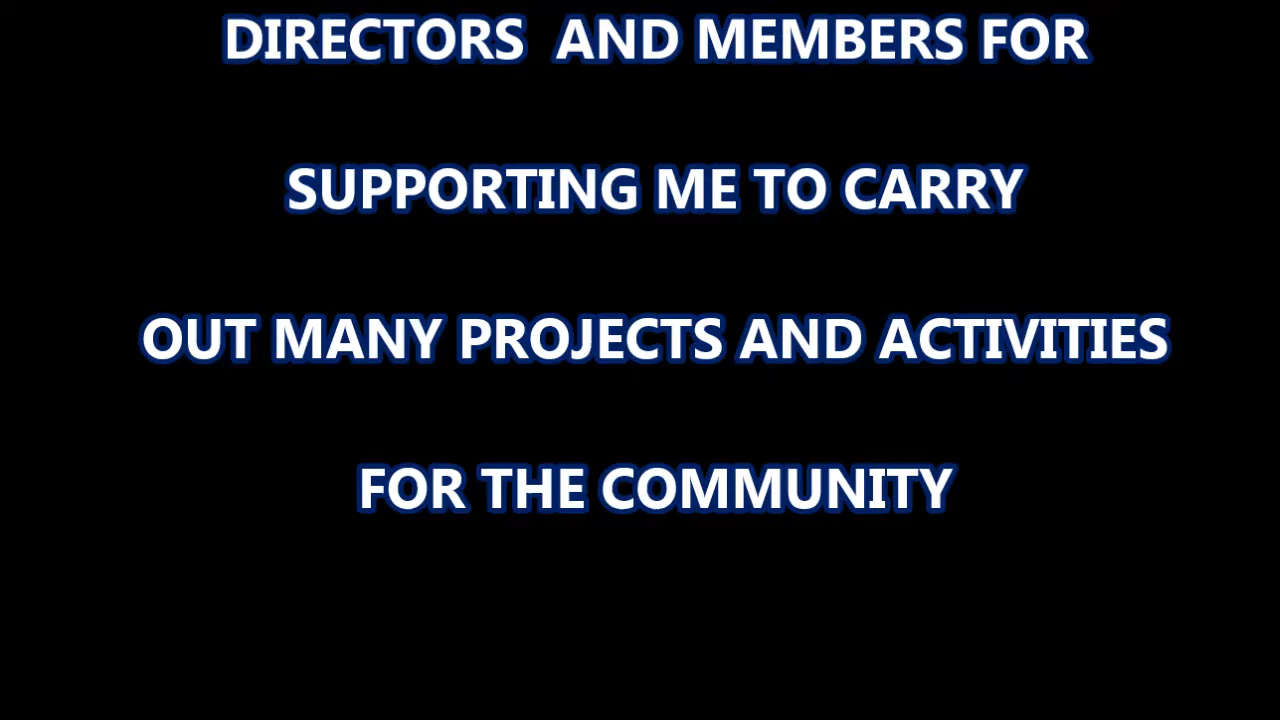 DIRECTORS  AND MEMBERS FOR
SUPPORTING ME TO CARRY
OUT MANY PROJECTS AND ACTIVITIES
FOR THE COMMUNITY